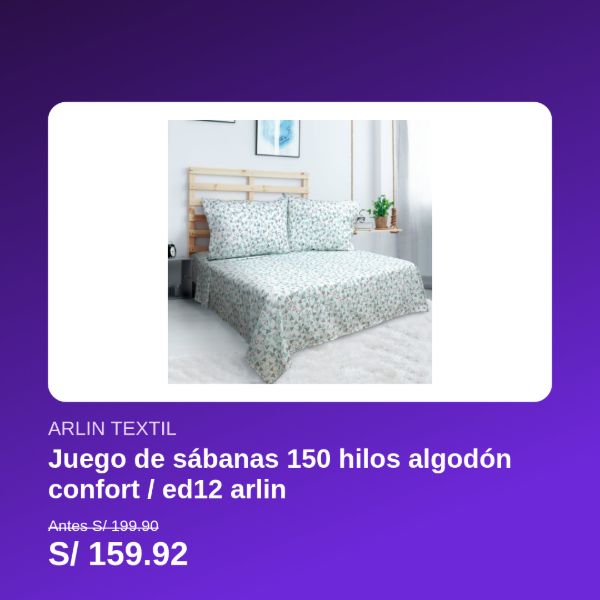 ARLIN TEXTIL
Juego de sábanas 150 hilos algodón
confort / ed12 arlin
Antes S/ 199.90
S/ 159.92